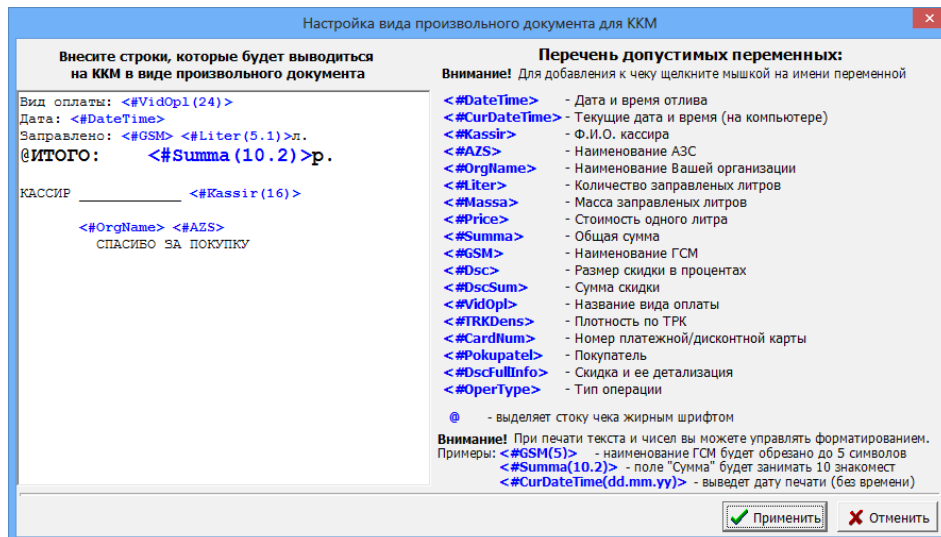 Настройка вида произвольного документа для ККМ
Внесите строки, которые будет выводиться
на ККМ в виде произвольного документа
Вид оплаты: <#VidOpl(24)>
Дата: <#DateTime>
Заправлено: <#GSM> <#Liter(5.1)>л.
@ИТОГО: <#Summa(10.2)>р.
КАССИР ______________ <#Kassir(16)>
<#OrgName> <#AZS>
СПАСИБО ЗА ПОКУПКУ
Перечень допустимых переменных:
Внимание! Для добавления к чеку щелкните мышкой на имени переменной
<#DateTime> - Дата и время отлива
<#CurDateTime> - Текущие дата и время (на компьютере)
<#Kassir> - Ф.И.О. кассира
<#AZS> - Наименование АЗС
<#OrgName> - Наименование Вашей организации
<#Liter> - Количество заправленых литров
<#Massa> - Масса заправленых литров
<#Price> - Стоимость одного литра
<#Summa> - Общая сумма
<#GSM> - Наименование ГСМ
<#Dsc> - Размер скидки в процентах
<#DscSum> - Сумма скидки
<#VidOpl> - Название вида оплаты
<#TRKDens> - Плотность по ТРК
<#CardNum> - Номер платежной/дисконтной карты
<#Pokupatel> - Покупатель
<#DscFullInfo> - Скидка и ее детализация
<#OperType> - Тип операции
@ - выделяет стоку чека жирным шрифтом
Внимание! При печати текста и чисел вы можете управлять форматированием.
Примеры: <#GSM(5)> - наименование ГСМ будет обрезано до 5 символов
<#Summa(10.2)> - поле "Сумма" будет занимать 10 знакомест
<#CurDateTime(dd.mm.yy)> - выведет дату печати (без времени)
Применить
Отменить